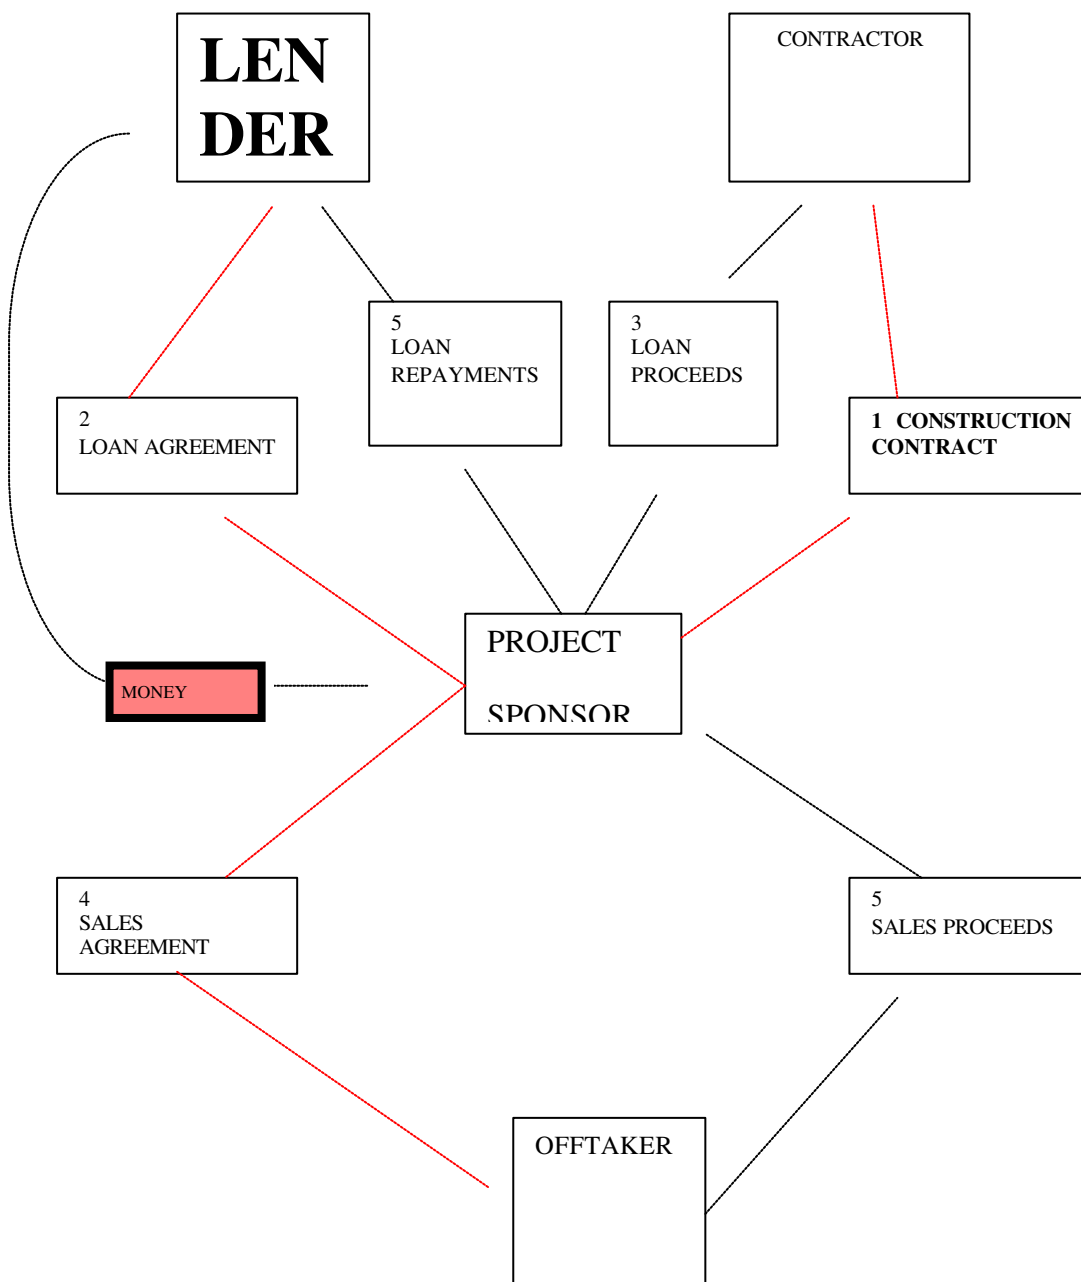 LEN
DER
CONTRACTOR
5
LOAN
REPAYMENTS
3
LOAN
PROCEEDS
2
LOAN AGREEMENT
1 CONSTRUCTION
CONTRACT
PROJECT
SPONSOR
MONEY
4
SALES
AGREEMENT
5
SALES PROCEEDS
OFFTAKER